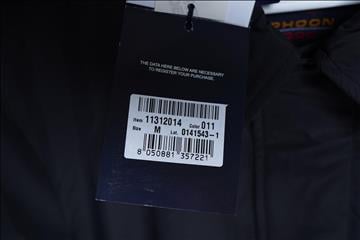 PHOON
THE DATA HERE BELOW ARE NECESSARY
TO REGISTER YOUR PURCHASE.
Item 11312014 Color 011
Size M Lot. 0141543-1
8 050881 357221